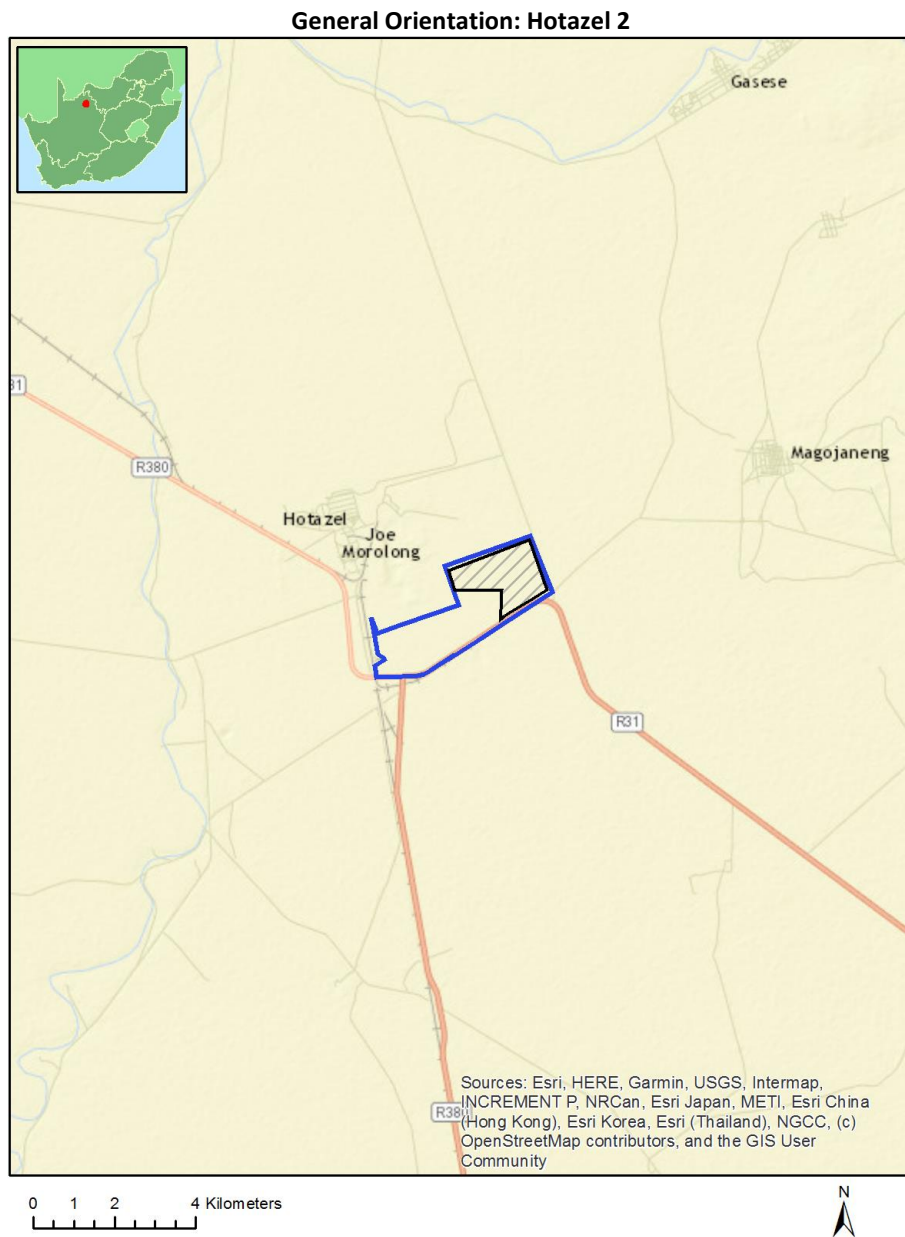 General Orientation: Hotazel 2
Gasese
31
R380
Magojaneng
Hotazel
Joe
Morolong
R31
R380
Sources: Esri, HERE, Garmin, USGS, Intermap,
INCREMENT P, NRCan, Esri Japan, METI, Esri China
(Hong Kong), Esri Korea, Esri (Thailand), NGCC, (c)
OpenStreetMap contributors, and the GIS User
Community
0 1 2 4 Kilometers
N